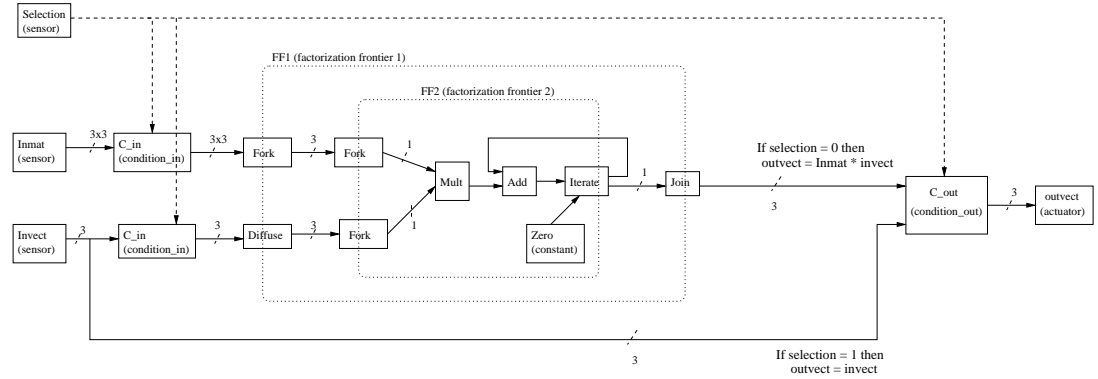 Selection
(sensor)
FF1 (factorization frontier 1)
FF2 (factorization frontier 2)
Inmat
(sensor)
3x3
C_in
(condition_in)
3x3
Fork
3
Fork
1
Mult
Add
Iterate
1
Join
If selection = 0 then
outvect = Inmat * invect
3
C_out
(condition_out)
3
outvect
(actuator)
Invect
(sensor)
3
C_in
(condition_in)
3
Diffuse
3
Fork
1
Zero
(constant)
3
If selection = 1 then
outvect = invect